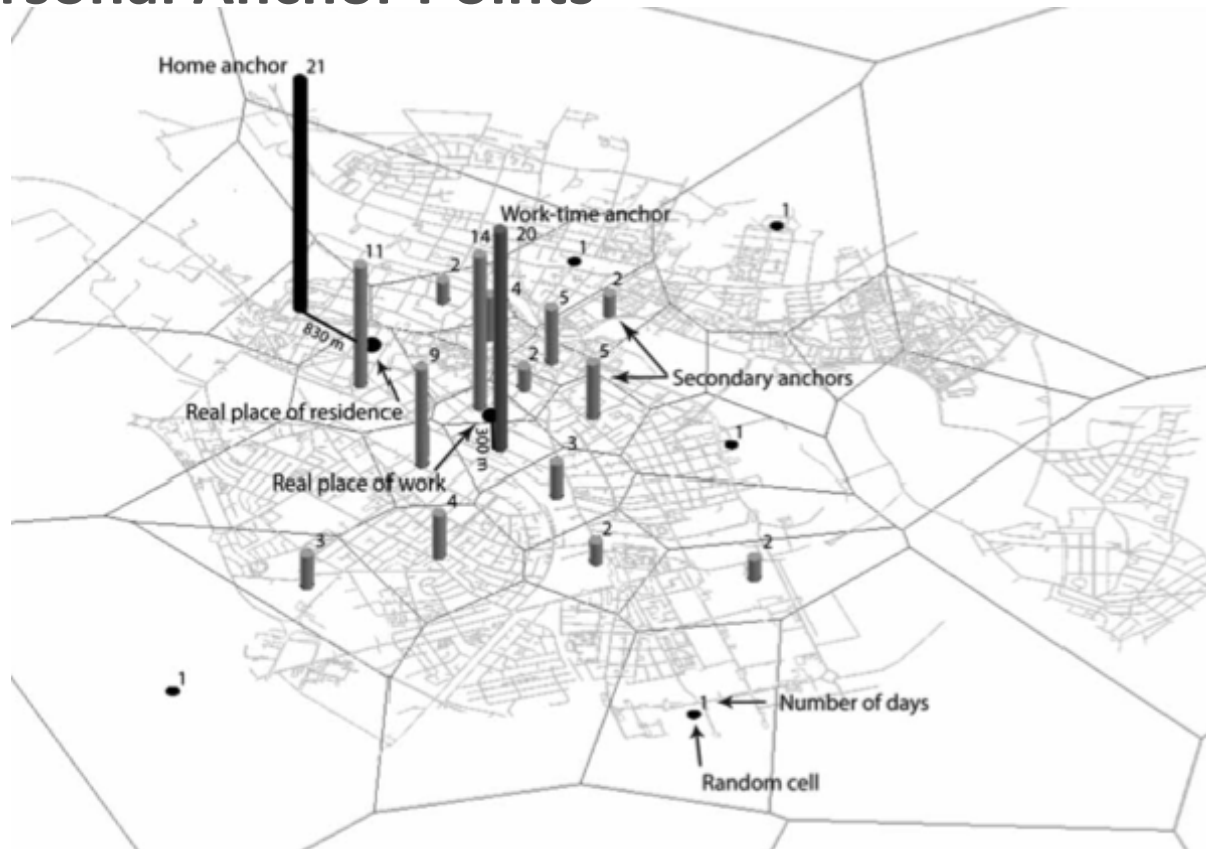 Anchor Points
Home anchor
21
Work-time anchor
1
20
14
1
11
2
4
2
5
830 m
9
2
5
Secondary anchors
Real place of residence
1
300 m
3
Real place of work
4
3
2
2
1
1
Number of days
Random cell